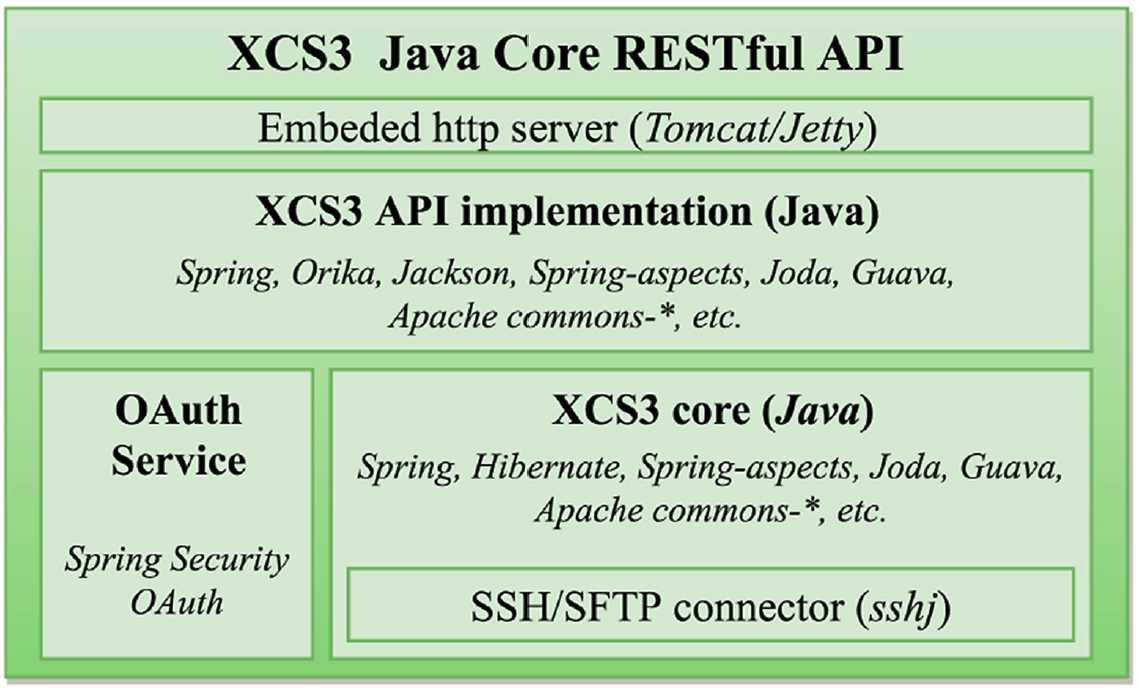 XCS3 Java Core RESTful API
Embeded http server (Tomcat/Jetty)
XCS3 API implementation (Java)
Spring, Orika, Jackson, Spring-aspects, Joda, Guava,
Apache commons-*, etc.
OAuth
Service
Spring Security
OAuth
XCS3 core (Java)
Spring, Hibernate, Spring-aspects, Joda, Guava,
Apache commons-*, etc.
SSH/SFTP connector (sshj)